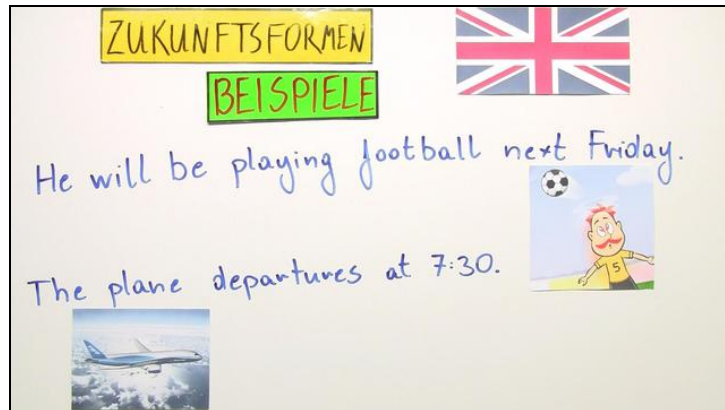 ZUKUNFTSFORMEN
BEISPIELE
He will be playing football next Friday.
The plane departures at 7:30.
5